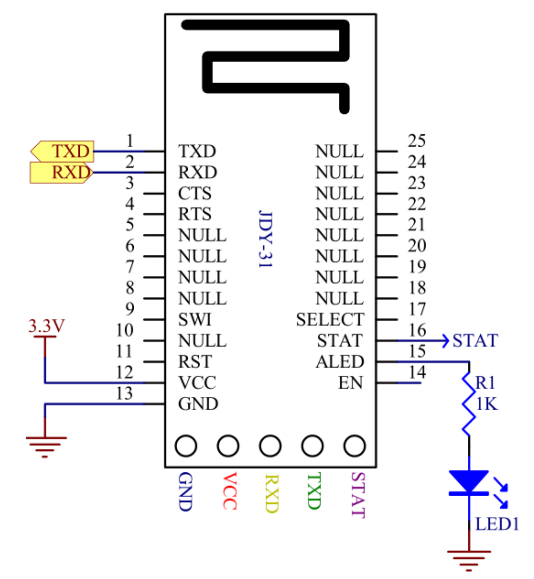 1 TXD NULL 25
TXD
2 RXD NULL 24
RXD
3 CTS NULL 23
4 RTS NULL 22
5 NULL NULL 21
6 NULL NULL 20
7 NULL NULL 19
8 NULL NULL 18
9 SWI SELECT 17
10 NULL STAT 16 STAT
11 RST ALED 15
12 VCC EN 14
13 GND
JDY-31
3.3V
R1
1K
LED1
GND VCC RXD TXD STAT